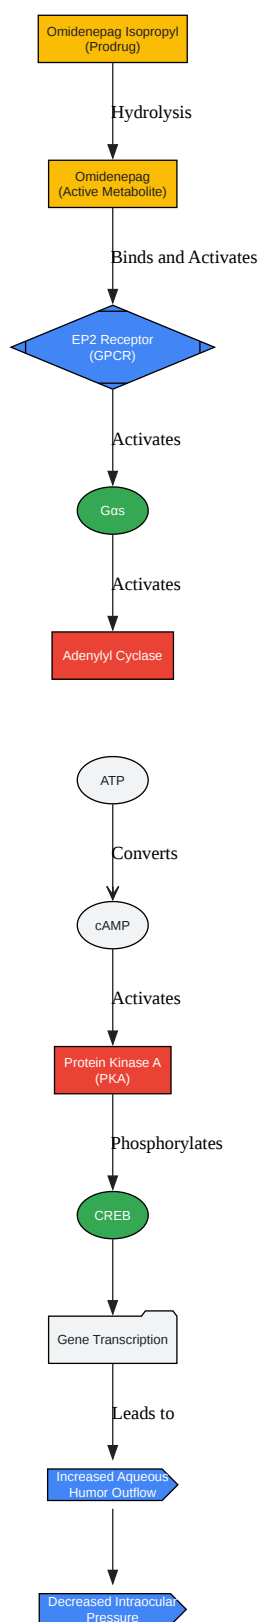 Omidenepag Isopropyl
(Prodrug)
Hydrolysis
Omidenepag
(Active Metabolite)
Binds and Activates
EP2 Receptor
(GPCR)
Activates
Gαs
Activates
Adenylyl Cyclase
ATP
Converts
cAMP
Activates
Protein Kinase A
(PKA)
Phosphorylates
CREB
Gene Transcription
Leads to
Increased Aqueous
Humor Outflow
Decreased Intraocular
Pressure